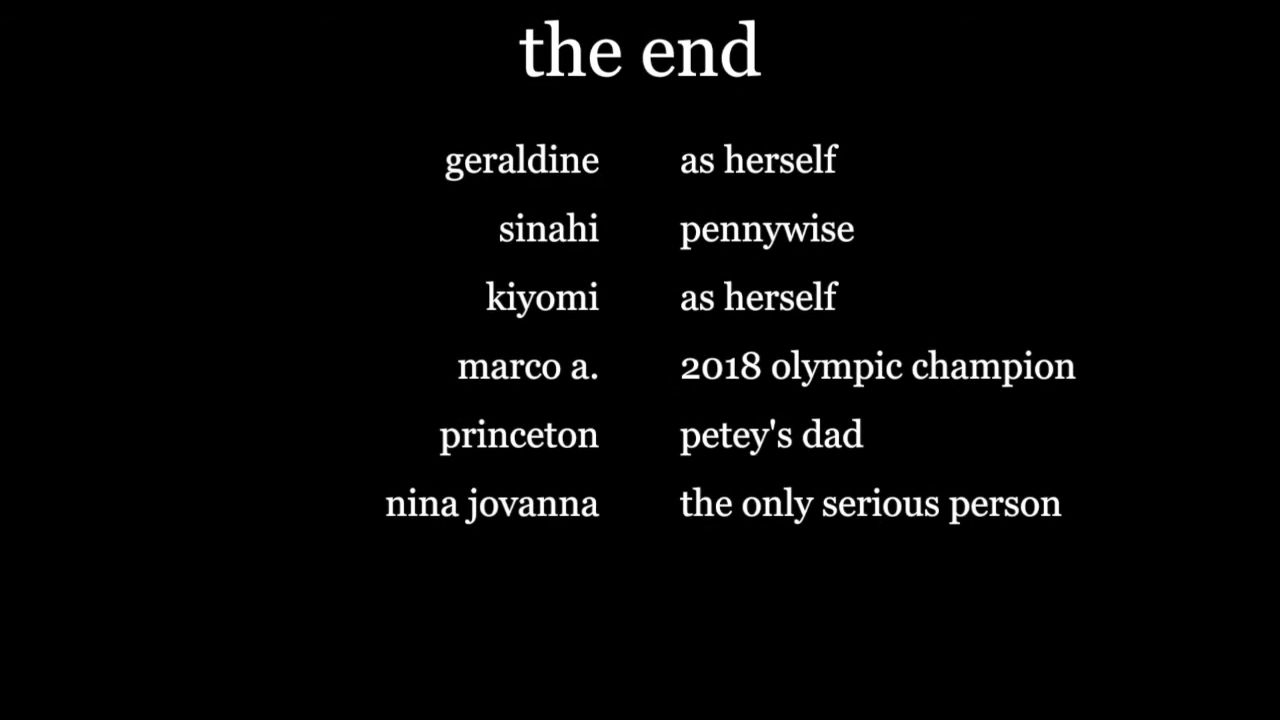 the end
geraldine as herself
sinahi pennywise
kiyomi as herself
marco a. 2018 olympic champion
princeton petey's dad
nina jovanna the only serious person